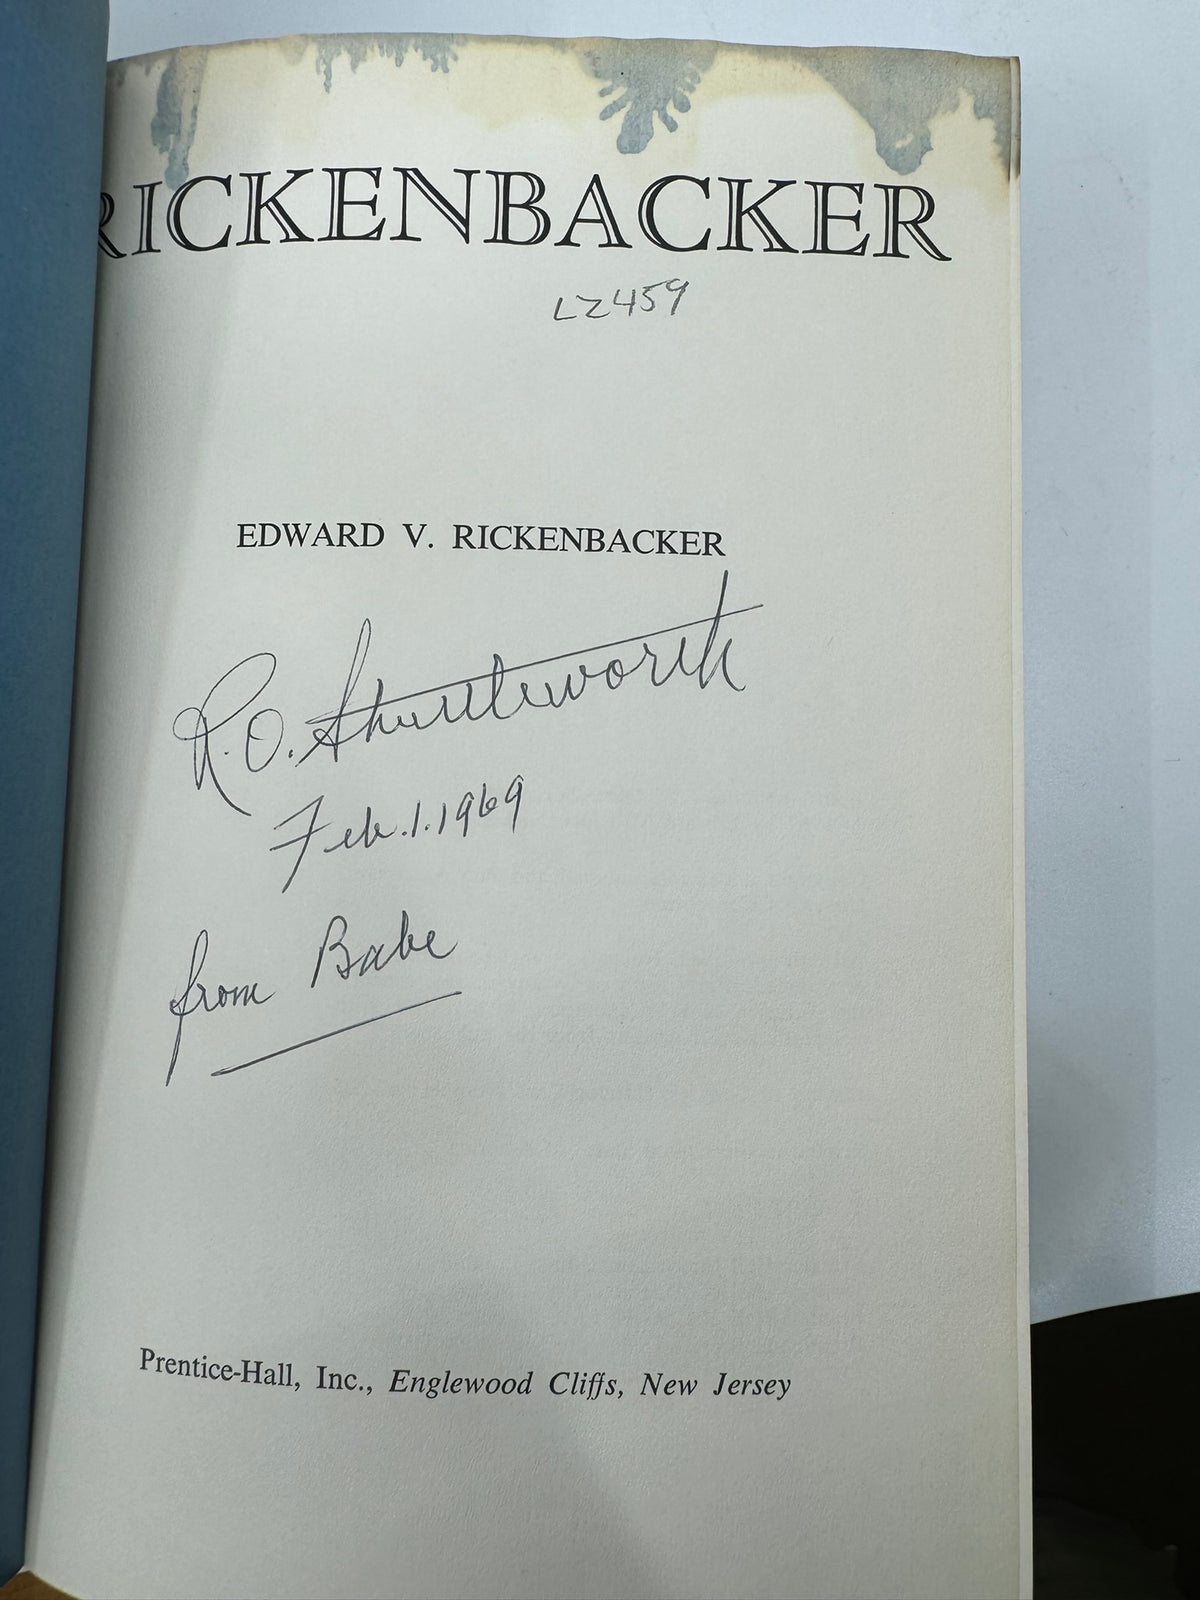 RICKENBACKER
LZ459
EDWARD V. RICKENBACKER
R.O. Shuttleworth
Feb.1.1969
from Babe
Prentice-Hall, Inc., Englewood Cliffs, New Jersey